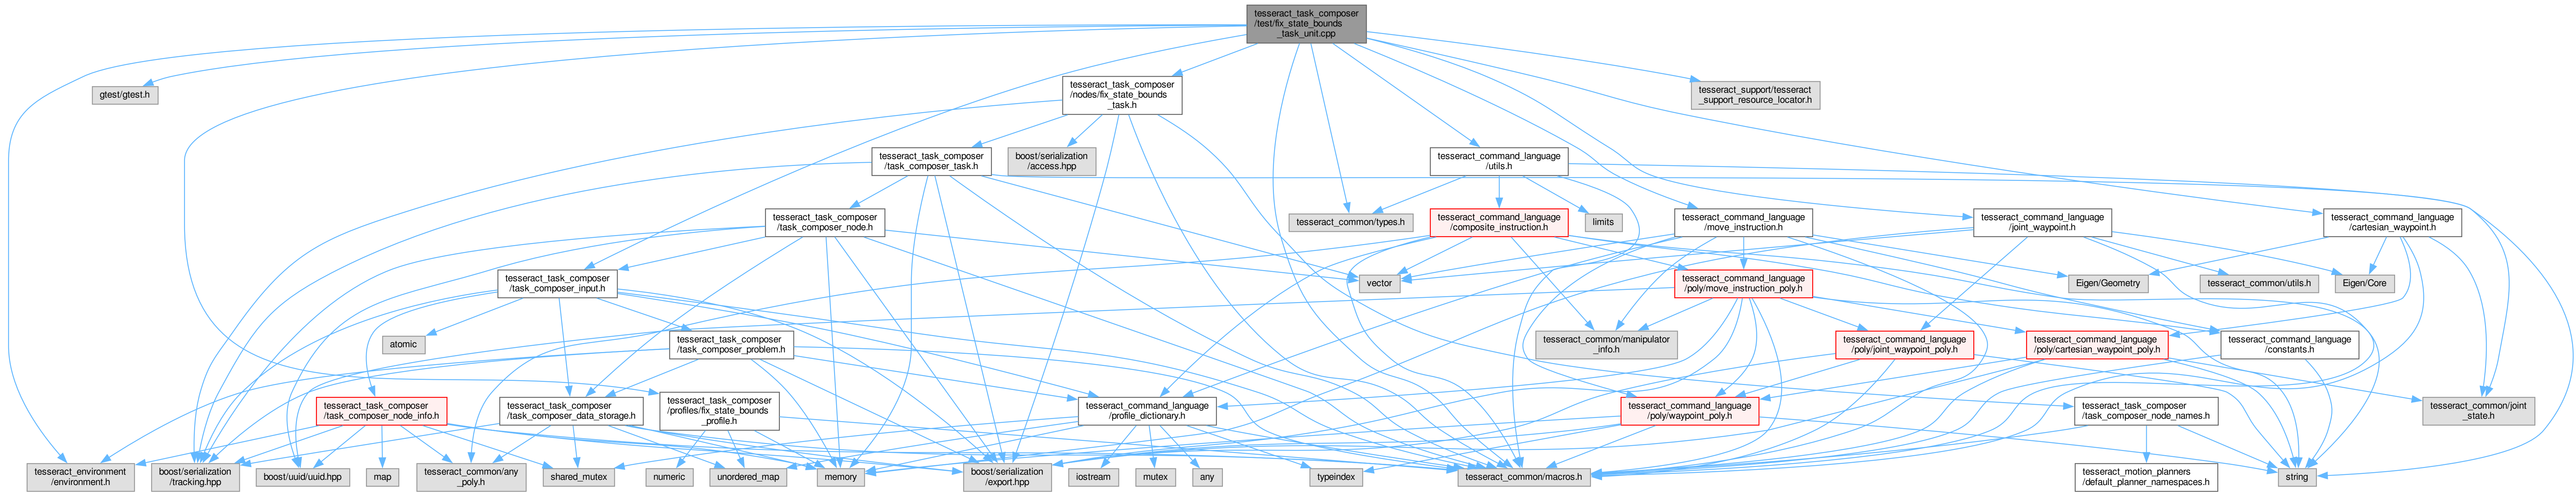 tesseract_task_composer
/test/fix_state_bounds
_task_unit.cpp
tesseract_task_composer
/nodes/fix_state_bounds
_task.h
gtest/gtest.h
tesseract_support/tesseract
_support_resource_locator.h
tesseract_task_composer
/task_composer_task.h
boost/serialization
/access.hpp
tesseract_command_language
/utils.h
tesseract_task_composer
/task_composer_node.h
tesseract_common/types.h
tesseract_command_language
/composite_instruction.h
limits
tesseract_command_language
/move_instruction.h
tesseract_command_language
/joint_waypoint.h
tesseract_command_language
/cartesian_waypoint.h
tesseract_task_composer
/task_composer_input.h
vector
tesseract_command_language
/poly/move_instruction_poly.h
Eigen/Geometry
tesseract_common/utils.h
Eigen/Core
atomic
tesseract_task_composer
/task_composer_problem.h
tesseract_common/manipulator
_info.h
tesseract_command_language
/poly/joint_waypoint_poly.h
tesseract_command_language
/poly/cartesian_waypoint_poly.h
tesseract_command_language
/constants.h
tesseract_task_composer
/task_composer_node_info.h
tesseract_task_composer
/task_composer_data_storage.h
tesseract_task_composer
/profiles/fix_state_bounds
_profile.h
tesseract_command_language
/profile_dictionary.h
tesseract_command_language
/poly/waypoint_poly.h
tesseract_task_composer
/task_composer_node_names.h
tesseract_common/joint
_state.h
tesseract_environment
/environment.h
boost/serialization
/tracking.hpp
boost/uuid/uuid.hpp
map
tesseract_common/any
_poly.h
shared_mutex
numeric
unordered_map
memory
boost/serialization
/export.hpp
iostream
mutex
any
typeindex
tesseract_common/macros.h
tesseract_motion_planners
/default_planner_namespaces.h
string